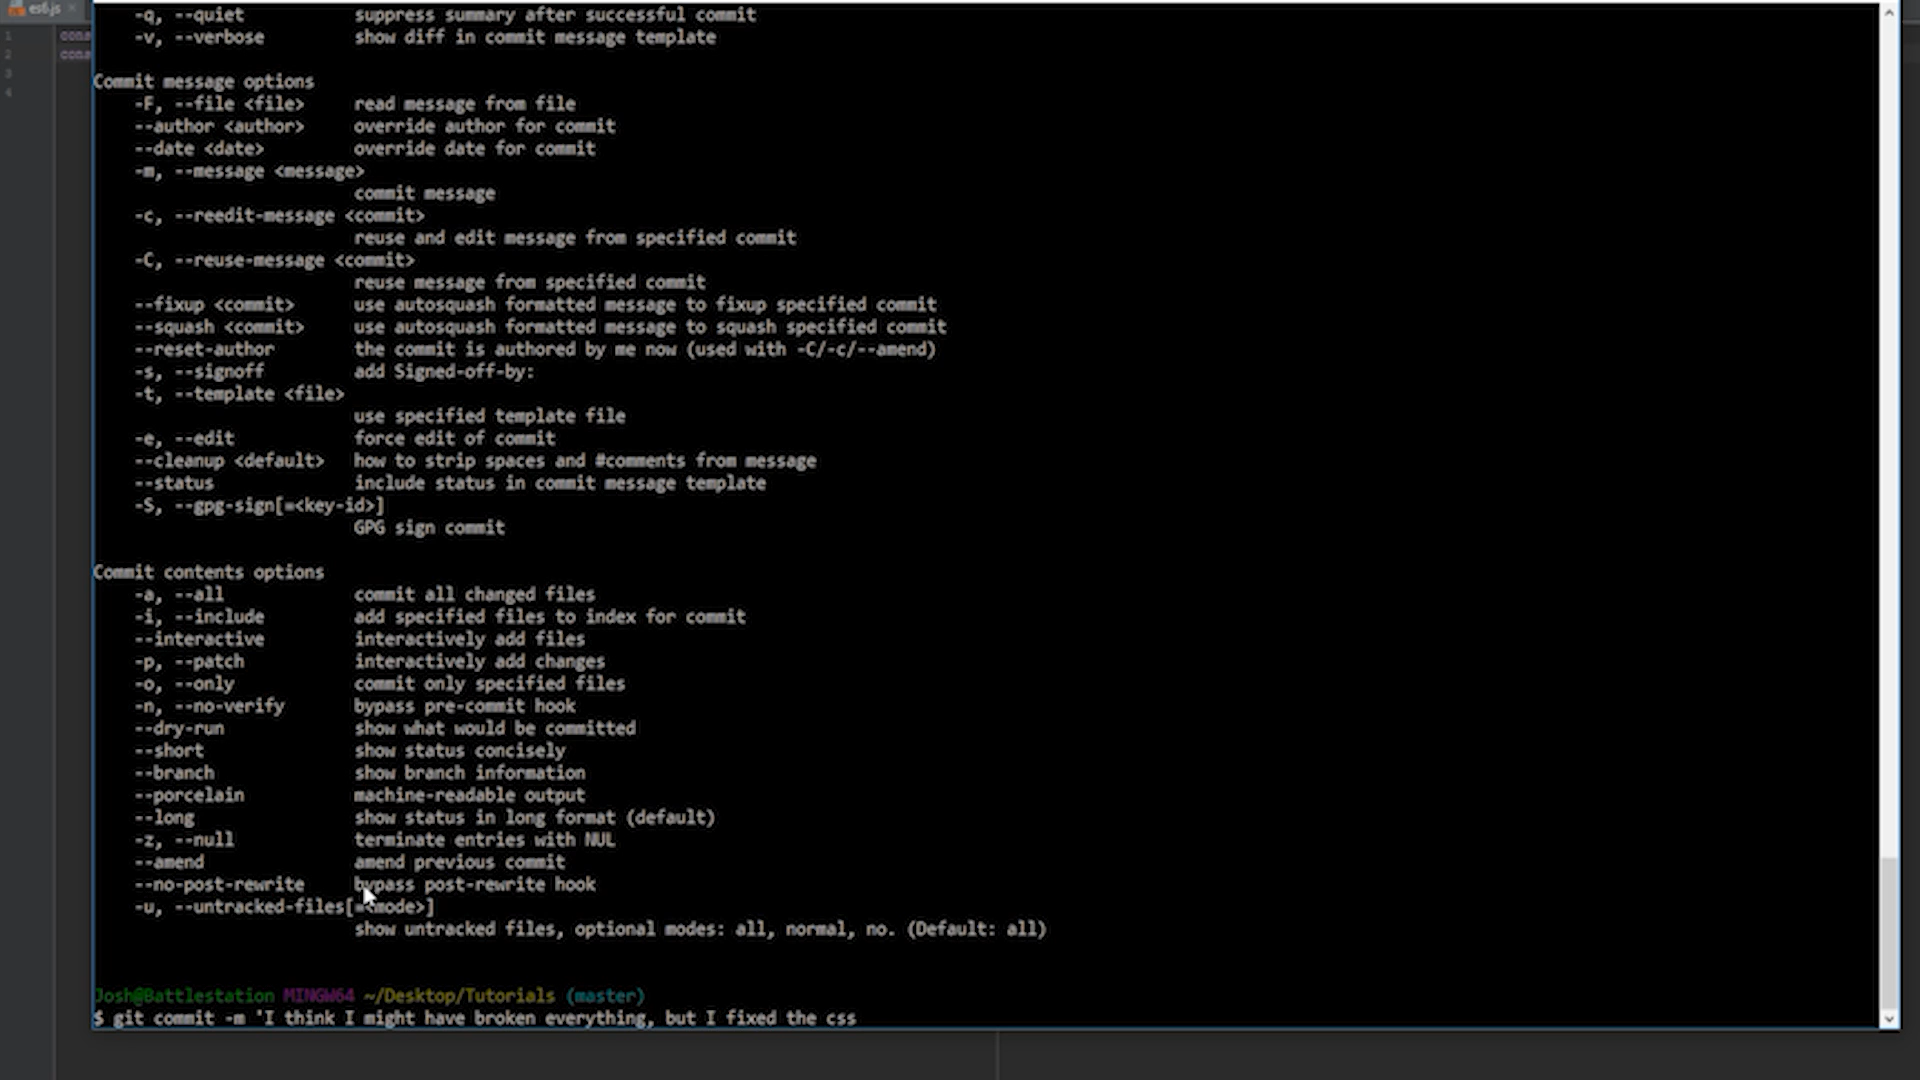 es6.js
1 cons
2 cons
3
4
-q, --quiet suppress summary after successful commit
-v, --verbose show diff in commit message template
Commit message options
-F, --file <file> read message from file
--author <author> override author for commit
--date <date> override date for commit
-m, --message <message>
commit message
-c, --reedit-message <commit>
reuse and edit message from specified commit
-C, --reuse-message <commit>
reuse message from specified commit
--fixup <commit> use autosquash formatted message to fixup specified commit
--squash <commit> use autosquash formatted message to squash specified commit
--reset-author the commit is authored by me now (used with -C/-c/--amend)
-s, --signoff add Signed-off-by:
-t, --template <file>
use specified template file
-e, --edit force edit of commit
--cleanup <default> how to strip spaces and #comments from message
--status include status in commit message template
-S, --gpg-sign[=<key-id>]
GPG sign commit
Commit contents options
-a, --all commit all changed files
-i, --include add specified files to index for commit
--interactive interactively add files
-p, --patch interactively add changes
-o, --only commit only specified files
-n, --no-verify bypass pre-commit hook
--dry-run show what would be committed
--short show status concisely
--branch show branch information
--porcelain machine-readable output
--long show status in long format (default)
-z, --null terminate entries with NUL
--amend amend previous commit
--no-post-rewrite bypass post-rewrite hook
-u, --untracked-files[=<mode>]
show untracked files, optional modes: all, normal, no. (Default: all)
Josh@Battlestation MINGW64 ~/Desktop/Tutorials (master)
$ git commit -m 'I think I might have broken everything, but I fixed the css